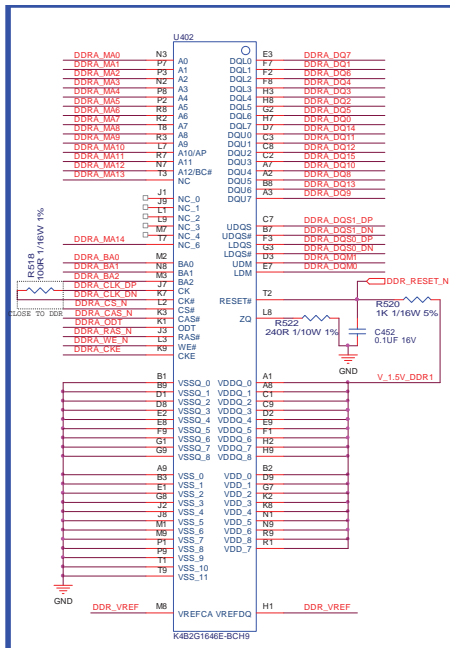 U402
DDRA_MA0 N3 A0 DQL0 E3 DDRA_DQ7
DDRA_MA1 P7 A1 DQL1 F7 DDRA_DQ1
DDRA_MA2 P3 A2 DQL2 F2 DDRA_DQ6
DDRA_MA3 N2 A3 DQL3 F8 DDRA_DQ4
DDRA_MA4 P8 A4 DQL4 H3 DDRA_DQ3
DDRA_MA5 P2 A5 DQL5 H8 DDRA_DQ2
DDRA_MA6 R8 A6 DQL6 G2 DDRA_DQ5
DDRA_MA7 R2 A7 DQL7 H7 DDRA_DQ0
DDRA_MA8 T8 A8 DQU0 D7 DDRA_DQ14
DDRA_MA9 R3 A9 DQU1 C3 DDRA_DQ11
DDRA_MA10 L7 A10/AP DQU2 C8 DDRA_DQ12
DDRA_MA11 R7 A11 DQU3 C2 DDRA_DQ15
DDRA_MA12 N7 A12/BC# DQU4 A7 DDRA_DQ10
DDRA_MA13 T3 NC DQU5 A2 DDRA_DQ8
DQU6 B8 DDRA_DQ13
DQU7 A3 DDRA_DQ9
J1 NC_0
J9 NC_1
L1 NC_2
L9 NC_3
M7 NC_4
DDRA_MA14 T7 NC_6
UDQS C7 DDRA_DQS1_DP
UDQS# B7 DDRA_DQS1_DN
LDQS F3 DDRA_DQS0_DP
LDQS# G3 DDRA_DQS0_DN
UDM D3 DDRA_DQM1
LDM E7 DDRA_DQM0
R518
100R 1/16W 1%
CLOSE TO DDR
DDRA_BA0 M2 BA0
DDRA_BA1 N8 BA1
DDRA_BA2 M3 BA2
DDRA_CLK_DP J7 CK
DDRA_CLK_DN K7 CK#
DDRA_CS_N L2 CS#
DDRA_CAS_N K3 CAS#
DDRA_ODT K1 ODT
DDRA_RAS_N J3 RAS#
DDRA_WE_N L3 WE#
DDRA_CKE K9 CKE
DDR_RESET_N
RESET# T2
R520
1K 1/16W 5%
ZQ L8
R522
240R 1/10W 1%
C452
0.1UF 16V
GND
V_1.5V_DDR1
B1 VSSQ_0 VDDQ_0 A1
B9 VSSQ_1 VDDQ_1 A8
D1 VSSQ_2 VDDQ_2 C1
D8 VSSQ_3 VDDQ_3 C9
E2 VSSQ_4 VDDQ_4 D2
E8 VSSQ_5 VDDQ_5 E9
F9 VSSQ_6 VDDQ_6 F1
G1 VSSQ_7 VDDQ_7 H2
G9 VSSQ_8 VDDQ_8 H9
A9 VSS_0 VDD_0 B2
B3 VSS_1 VDD_1 D9
E1 VSS_2 VDD_2 G7
G8 VSS_3 VDD_3 K2
J2 VSS_4 VDD_4 K8
J8 VSS_5 VDD_5 N1
M1 VSS_6 VDD_6 N9
M9 VSS_7 VDD_7 R9
P1 VSS_8 VDD_7 R1
P9 VSS_9
T1 VSS_10
T9 VSS_11
GND
DDR_VREF M8 VREFCA VREFDQ H1 DDR_VREF
K4B2G1646E-BCH9